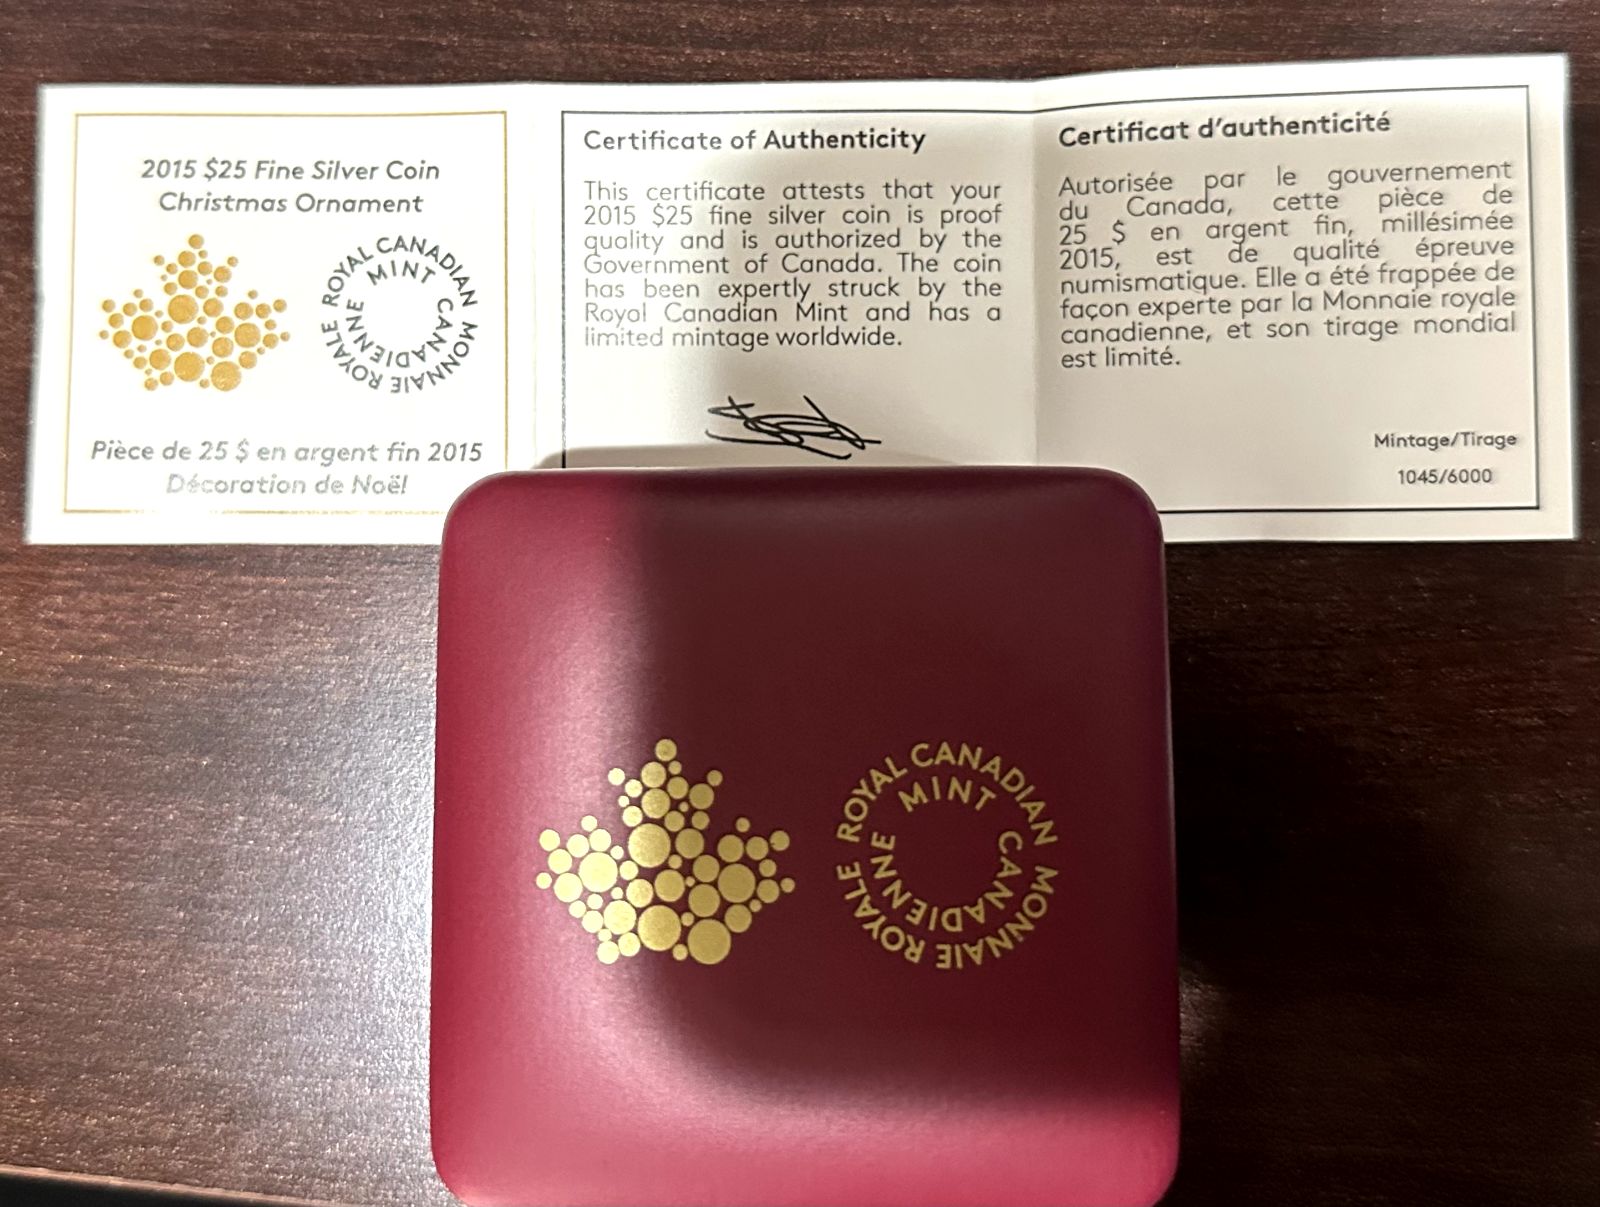 2015 $25 Fine Silver Coin
Christmas Ornament
ROYAL CANADIAN MINT
MONNAIE ROYALE CANADIENNE
Pièce de 25 $ en argent fin 2015
Décoration de Noël
Certificate of Authenticity
This certificate attests that your
2015 $25 fine silver coin is proof
quality and is authorized by the
Government of Canada. The coin
has been expertly struck by the
Royal Canadian Mint and has a
limited mintage worldwide.
Certificat d'authenticité
Autorisée par le gouvernement
du Canada, cette pièce de
25 $ en argent fin, millésimée
2015, est de qualité épreuve
numismatique. Elle a été frappée de
façon experte par la Monnaie royale
canadienne, et son tirage mondial
est limité.
Mintage/Tirage
1045/6000
ROYAL CANADIAN MINT
MONNAIE ROYALE CANADIENNE